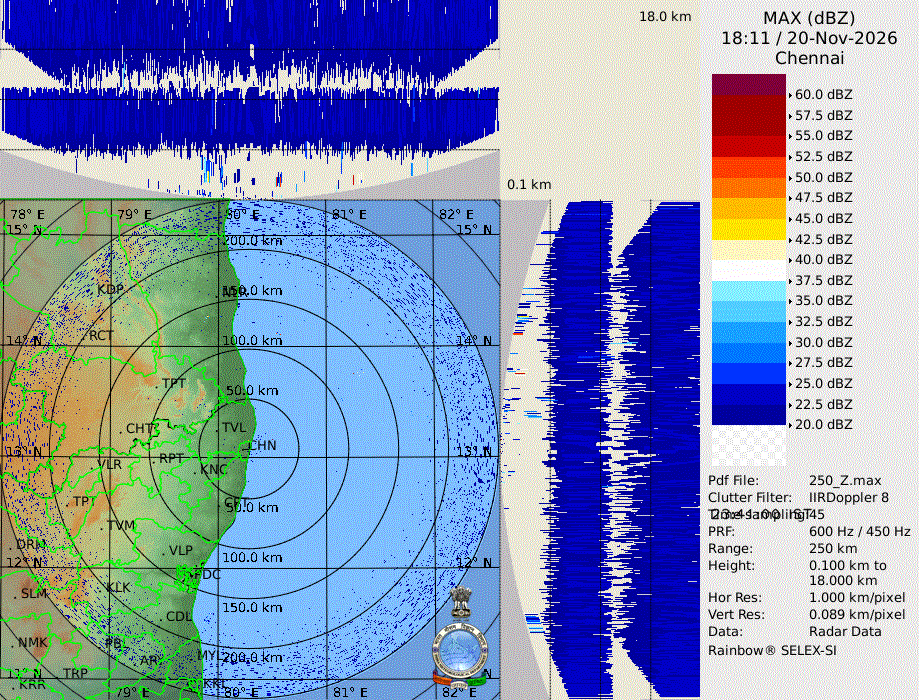 18.0 km
MAX (dBZ)
18:11 / 20-Nov-2026
Chennai
60.0 dBZ
57.5 dBZ
55.0 dBZ
52.5 dBZ
50.0 dBZ
47.5 dBZ
45.0 dBZ
42.5 dBZ
40.0 dBZ
37.5 dBZ
35.0 dBZ
32.5 dBZ
30.0 dBZ
27.5 dBZ
25.0 dBZ
22.5 dBZ
20.0 dBZ
0.1 km
78° E 79° E 80° E 81° E 82° E
15° N 15° N
200.0 km
KDP
150.0 km
RCT
14° N 100.0 km 14° N
TPT
50.0 km
CHT TVL
CHN
13° N 13° N
VLR RPT
KNC
TPT
50.0 km
TVM
DRM VLP
100.0 km
12° N 12° N
PDC
KLK
SLM
150.0 km
CDL
NMK PB
MYL 200.0 km
AR
TRP
11° N 11° N
KRR
79° E 80° E 81° E 82° E
Pdf File: 250_Z.max
Clutter Filter: IIRDoppler 8
Time sampling: 45
PRF: 600 Hz / 450 Hz
Range: 250 km
Height: 0.100 km to
18.000 km
Hor Res: 1.000 km/pixel
Vert Res: 0.089 km/pixel
Data: Radar Data
Rainbow® SELEX-SI